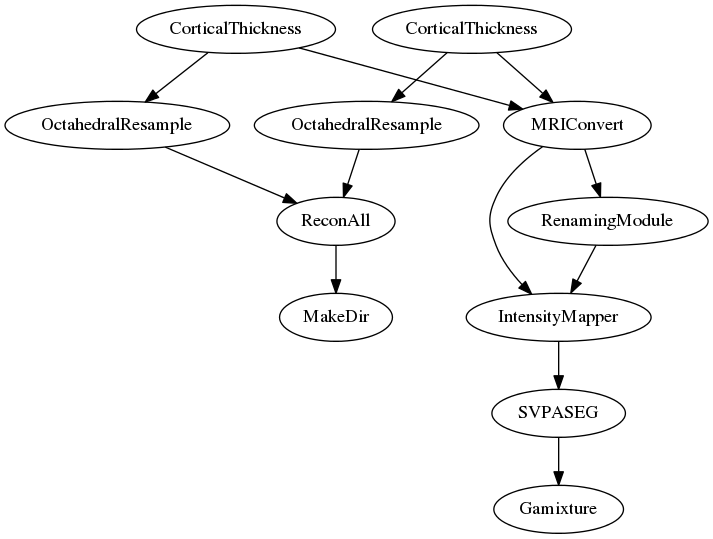 CorticalThickness
CorticalThickness
OctahedralResample
OctahedralResample
MRIConvert
ReconAll
RenamingModule
MakeDir
IntensityMapper
SVPASEG
Gamixture